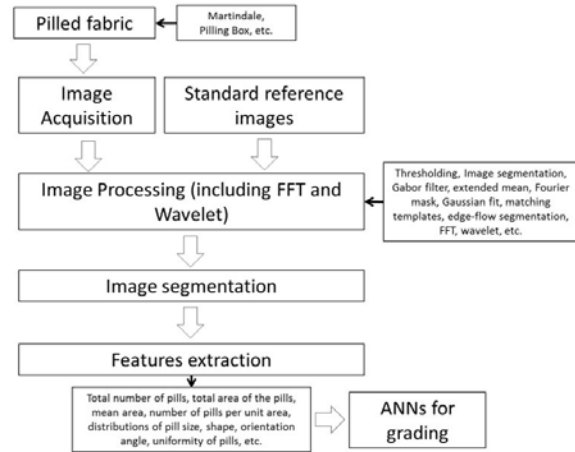 Pilled fabric
Martindale,
Pilling Box, etc.
Image
Acquisition
Standard reference
images
Image Processing (including FFT and
Wavelet)
Thresholding, Image segmentation,
Gabor filter, extended mean, Fourier
mask, Gaussian fit, matching
templates, edge-flow segmentation,
FFT, wavelet, etc.
Image segmentation
Features extraction
Total number of pills, total area of the pills,
mean area, number of pills per unit area,
distributions of pill size, shape, orientation
angle, uniformity of pills, etc.
ANNs for
grading